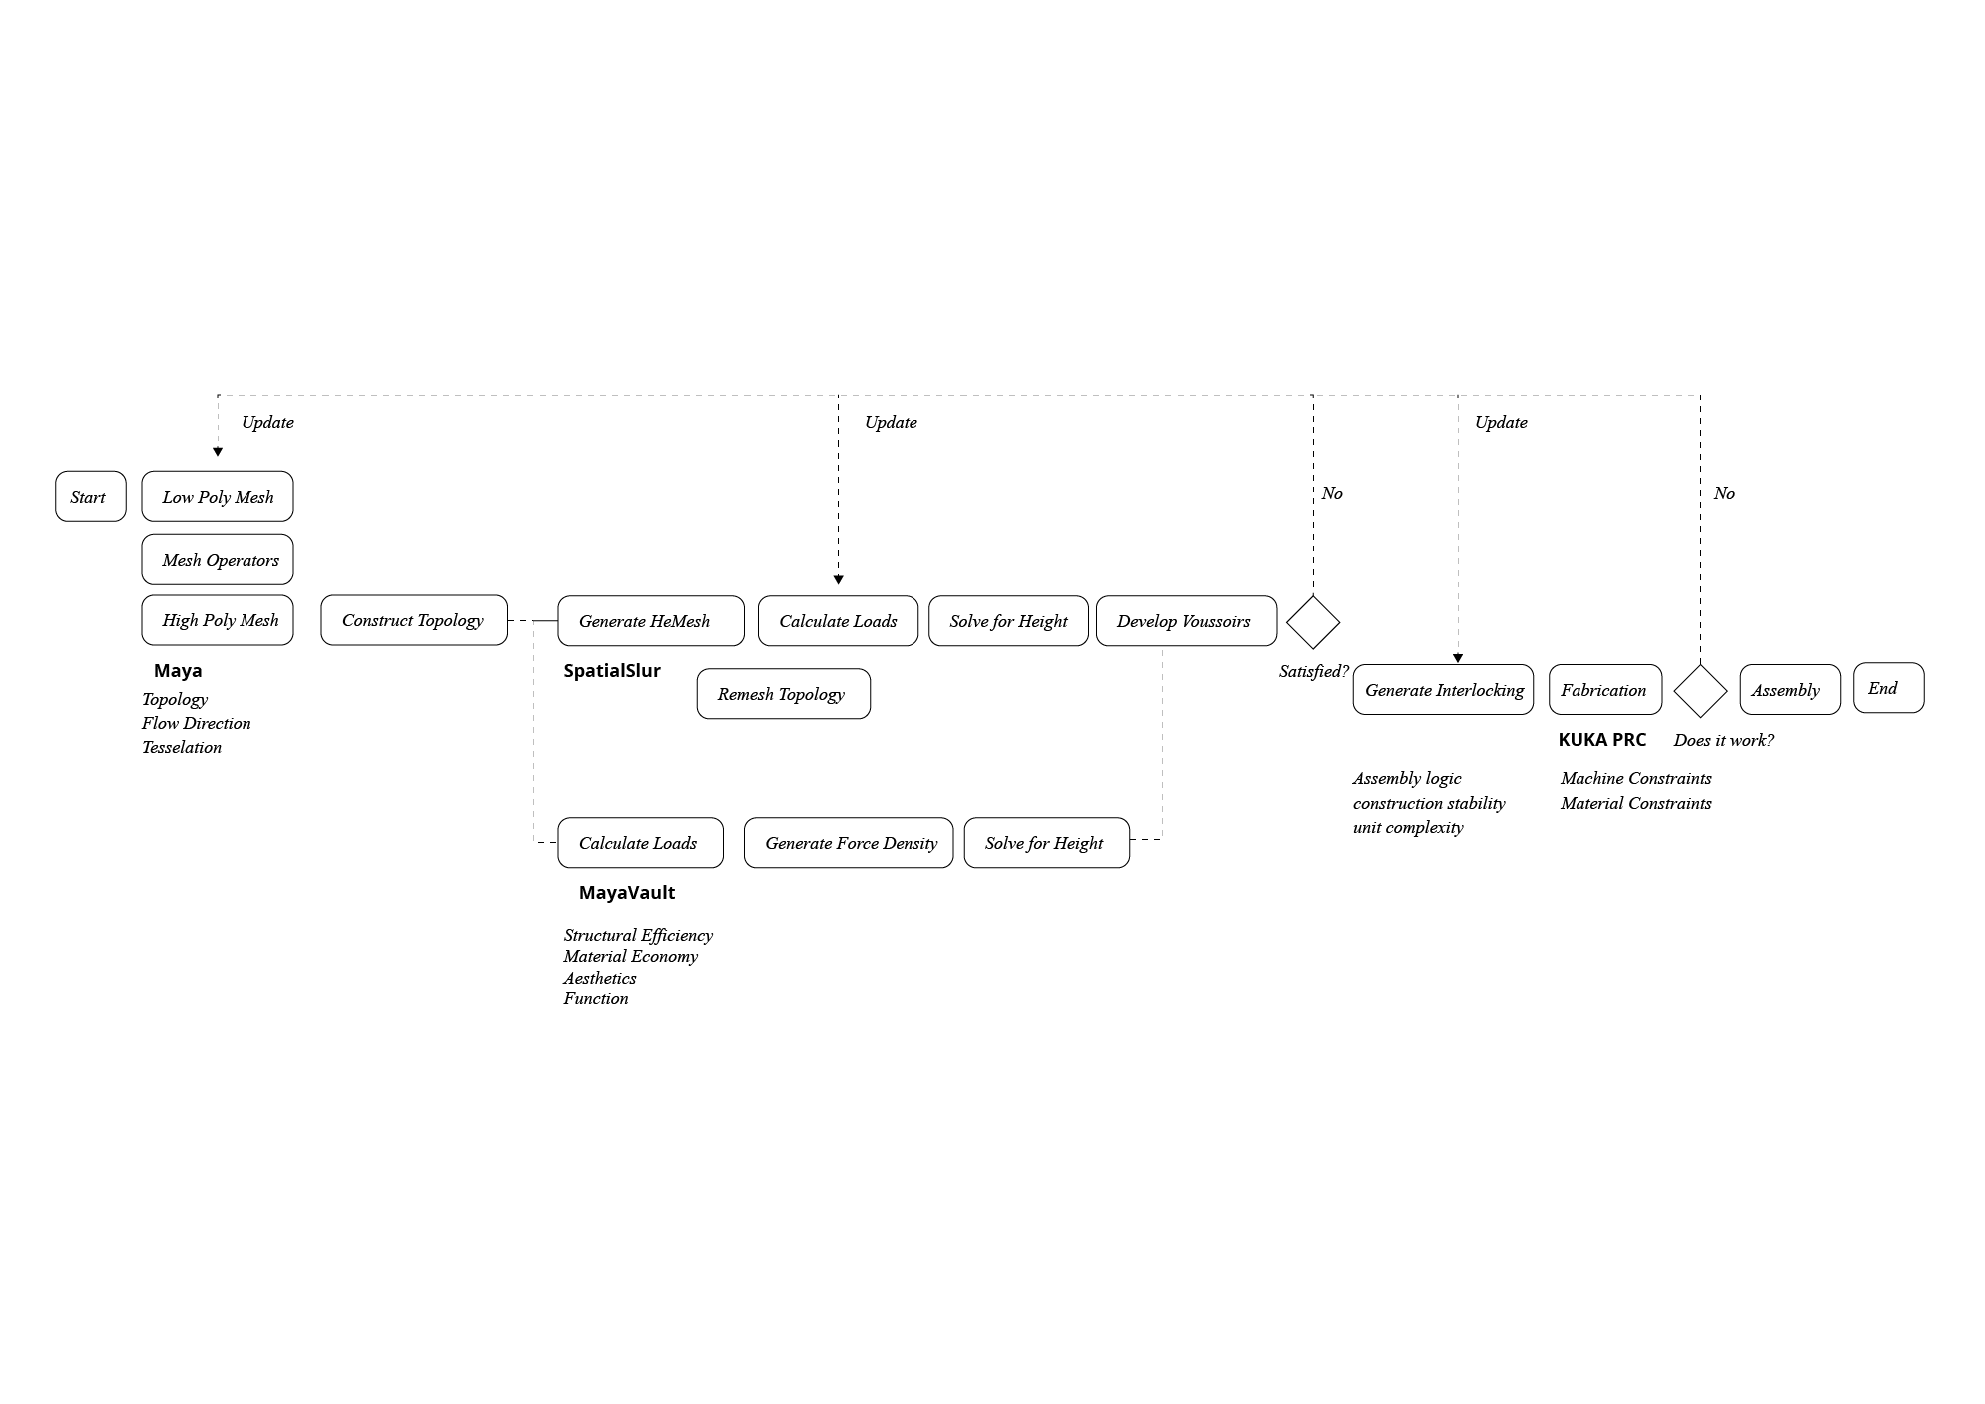 Update
Update
Update
Start
Low Poly Mesh
No
No
Mesh Operators
High Poly Mesh
Construct Topology
Generate HeMesh
Calculate Loads
Solve for Height
Develop Voussoirs
Maya
SpatialSlur
Satisfied?
Topology
Flow Direction
Tesselation
Remesh Topology
Generate Interlocking
Fabrication
Assembly
End
KUKA PRC
Does it work?
Assembly logic
construction stability
unit complexity
Machine Constraints
Material Constraints
Calculate Loads
Generate Force Density
Solve for Height
MayaVault
Structural Efficiency
Material Economy
Aesthetics
Function